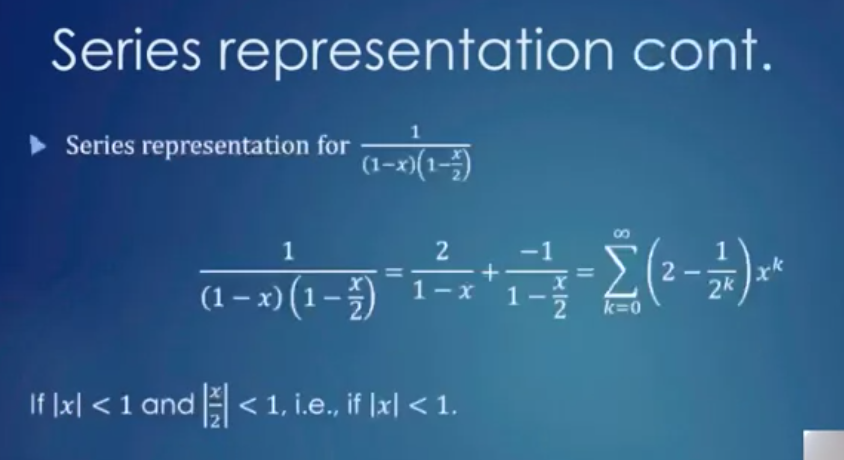 Series representation cont.
Series representation for $\frac{1}{(1-x)\left(1-\frac{x}{2}\right)}$
$\frac{1}{(1-x)\left(1-\frac{x}{2}\right)} = \frac{2}{1-x} + \frac{-1}{1-\frac{x}{2}} = \sum_{k=0}^{\infty}\left(2-\frac{1}{2^k}\right)x^k$
If $|x| < 1$ and $\left|\frac{x}{2}\right| < 1$, i.e., if $|x| < 1$.